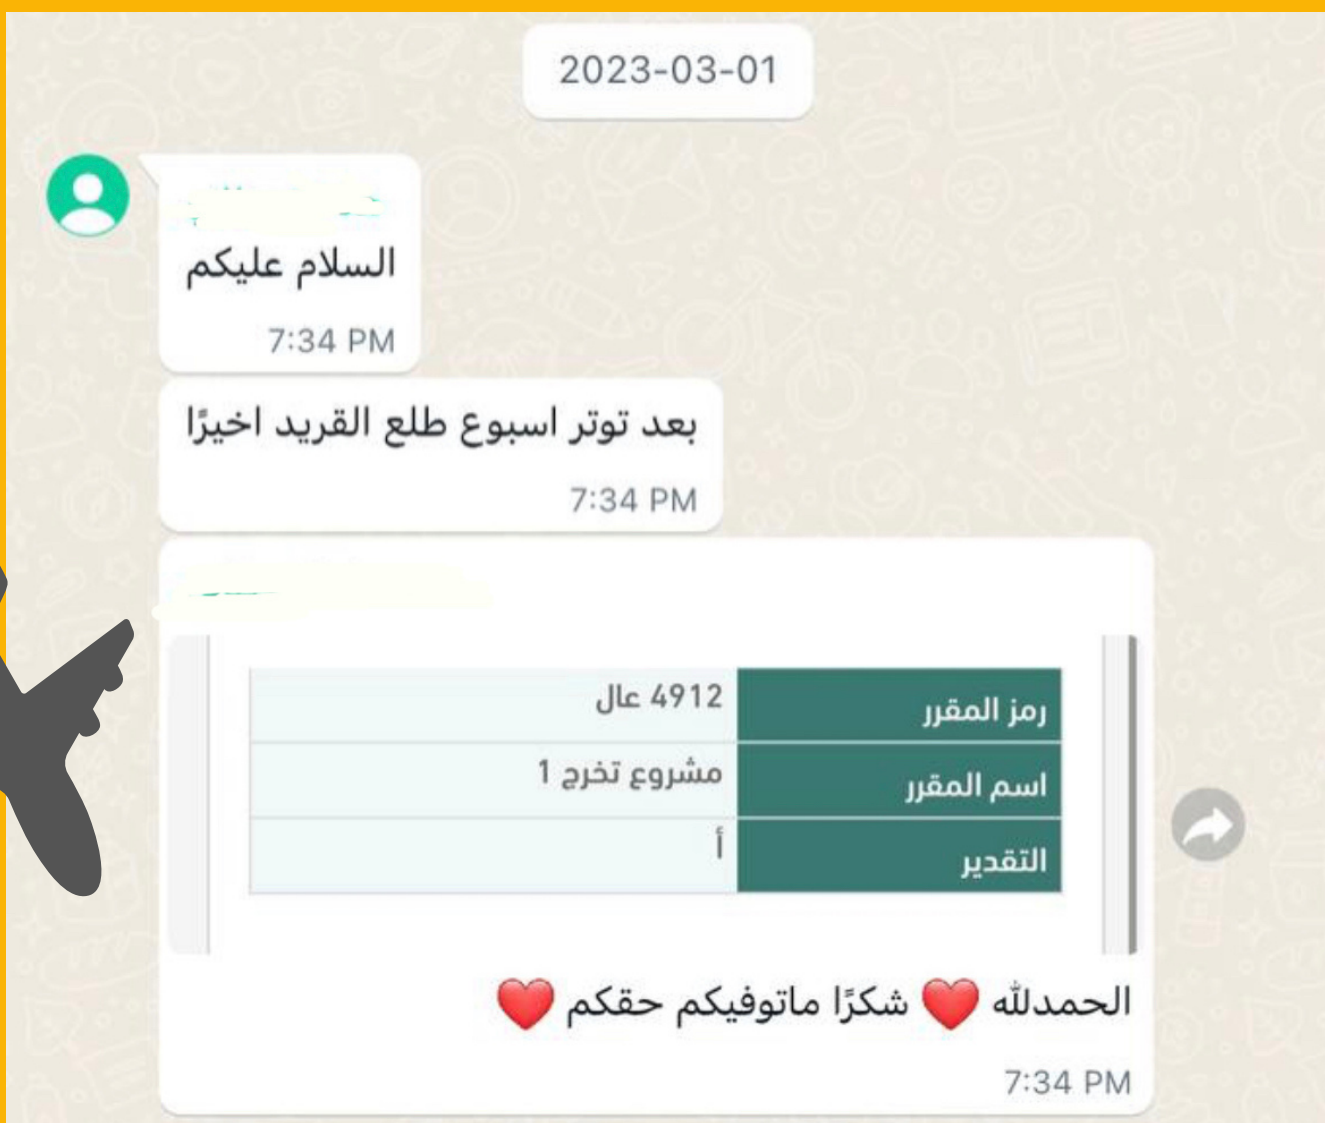 2023-03-01
السلام عليكم
7:34 PM
بعد توتر اسبوع طلع القريد اخيرًا
7:34 PM
رمز المقرر 4912 عال
اسم المقرر مشروع تخرج 1
التقدير أ
الحمدلله ❤️ شكرًا ماتوفيكم حقكم ❤️
7:34 PM